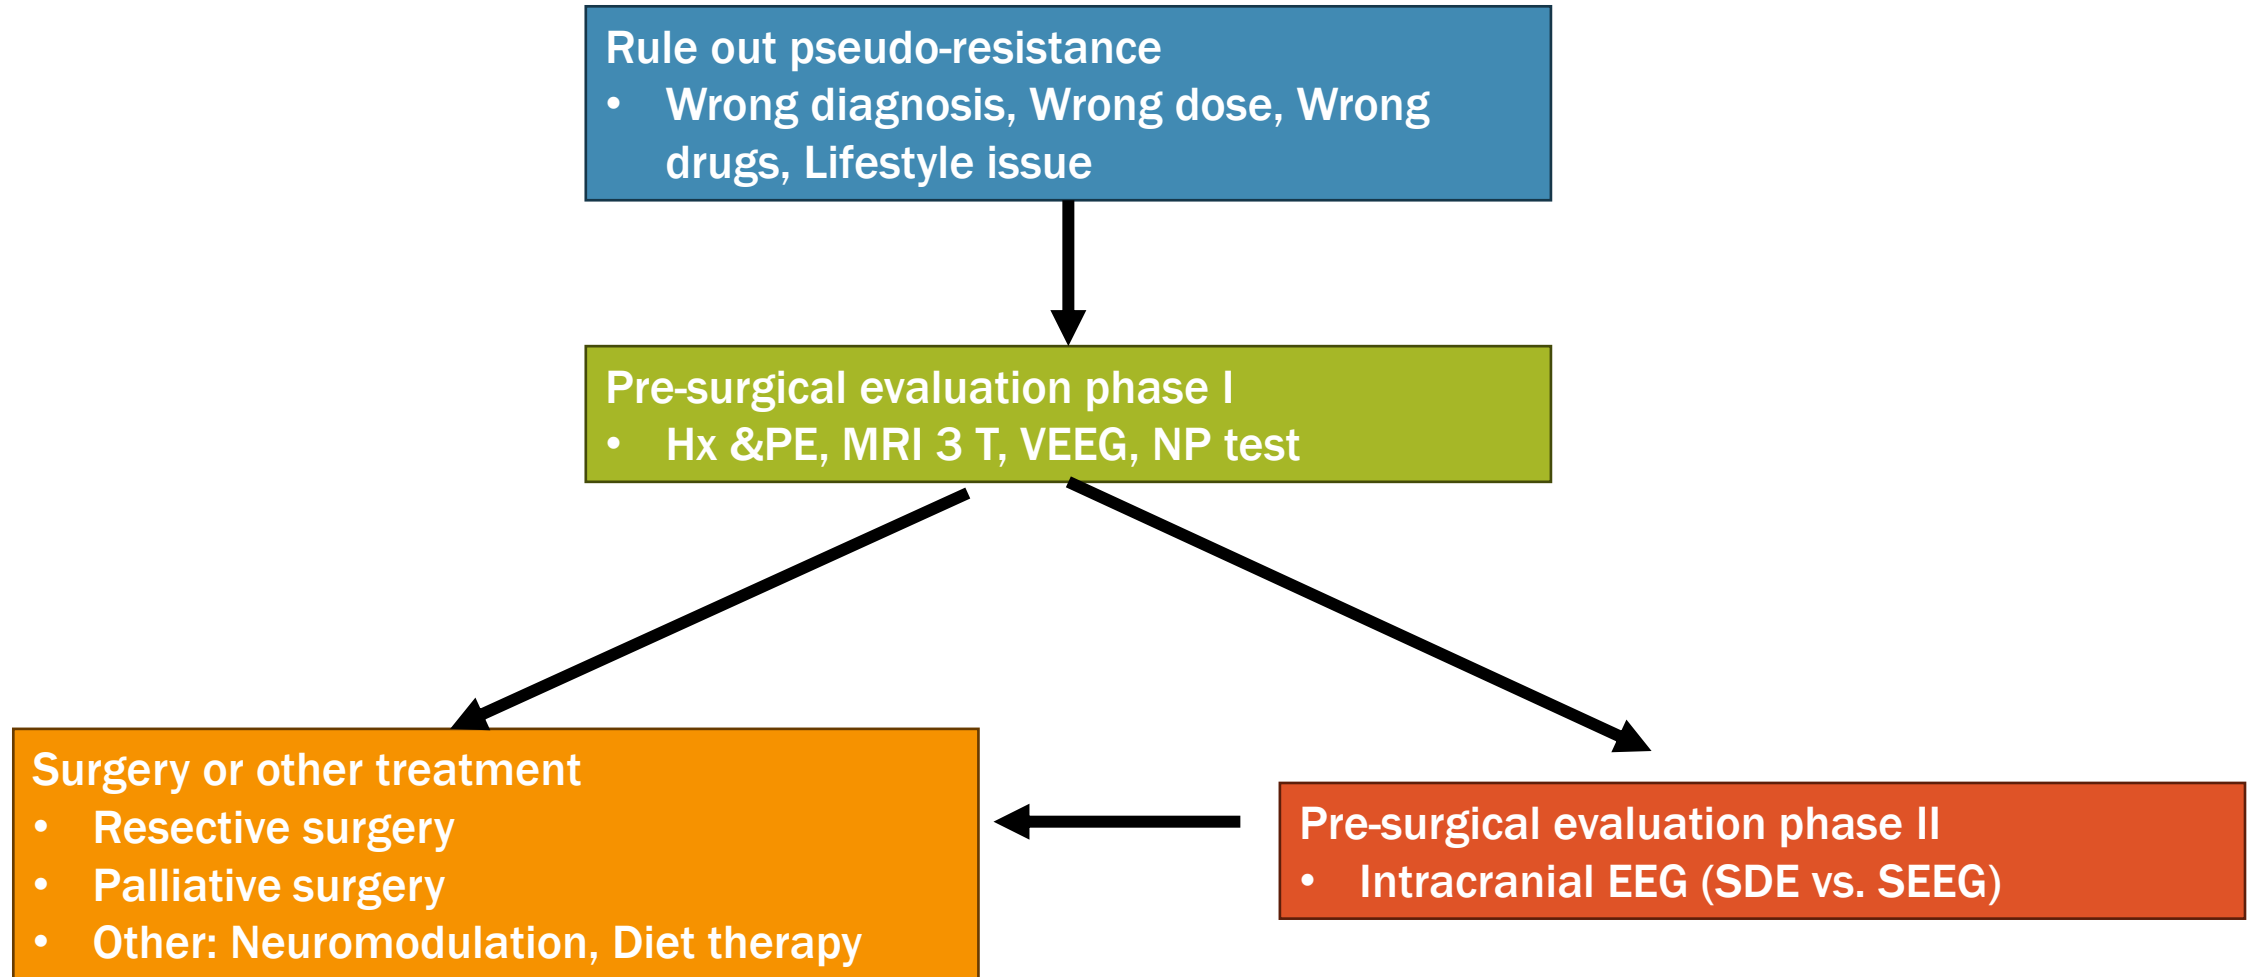 Rule out pseudo-resistance
• Wrong diagnosis, Wrong dose, Wrong
drugs, Lifestyle issue
Pre-surgical evaluation phase I
• Hx &PE, MRI 3 T, VEEG, NP test
Surgery or other treatment
• Resective surgery
• Palliative surgery
• Other: Neuromodulation, Diet therapy
Pre-surgical evaluation phase II
• Intracranial EEG (SDE vs. SEEG)